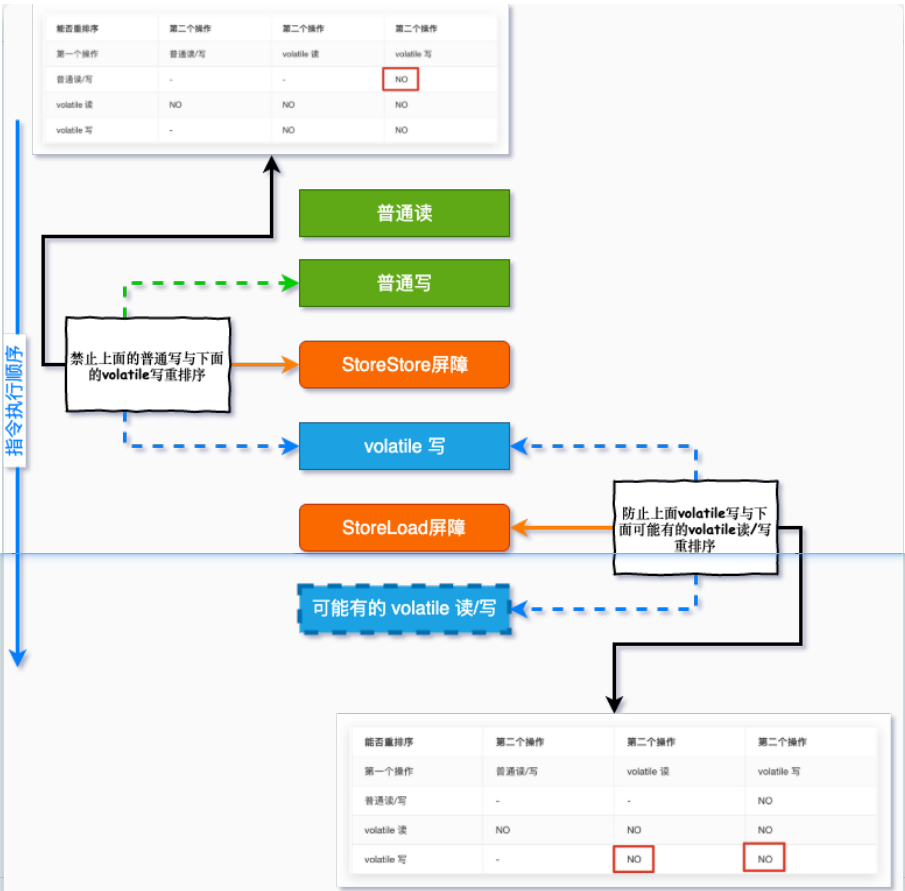 能否重排序 第二个操作 第二个操作 第二个操作
第一个操作 普通读/写 volatile 读 volatile 写
普通读/写 - - NO
volatile 读 NO NO NO
volatile 写 - NO NO
普通读
普通写
禁止上面的普通写与下面
的volatile写重排序
StoreStore屏障
指令执行顺序
volatile 写
防止上面volatile写与下
面可能有的volatile读/写
重排序
StoreLoad屏障
可能有的 volatile 读/写
能否重排序 第二个操作 第二个操作 第二个操作
第一个操作 普通读/写 volatile 读 volatile 写
普通读/写 - - NO
volatile 读 NO NO NO
volatile 写 - NO NO